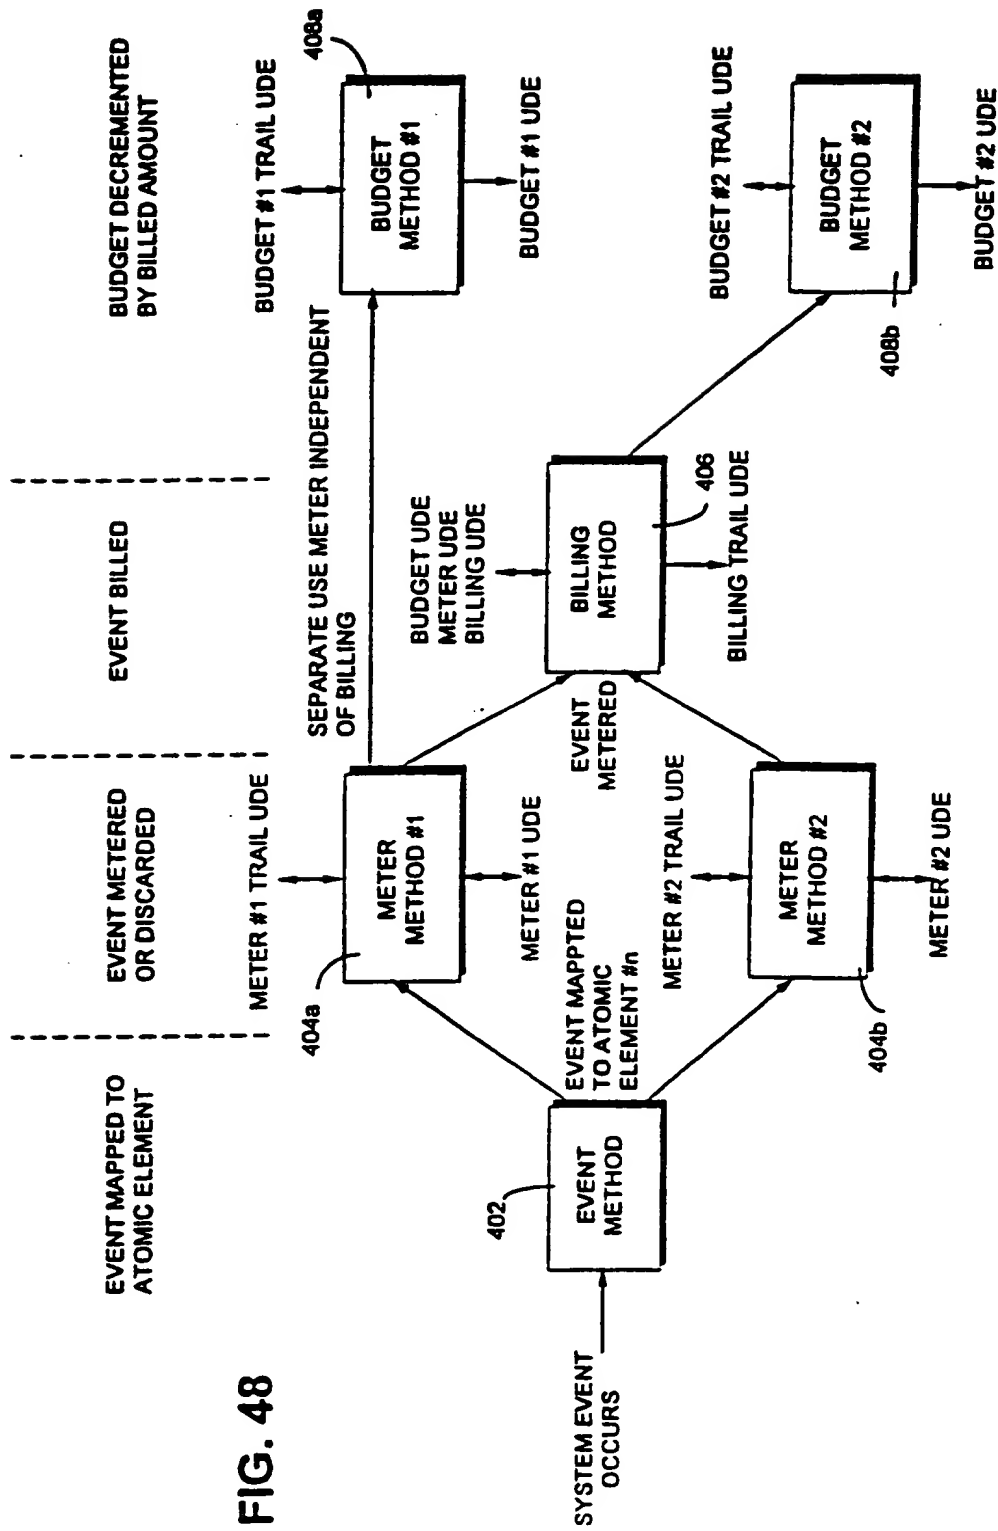 FIG. 48
EVENT MAPPED TO
ATOMIC ELEMENT
EVENT METERED
OR DISCARDED
EVENT BILLED
BUDGET DECREMENTED
BY BILLED AMOUNT
SYSTEM EVENT
OCCURS
402
EVENT
METHOD
EVENT MAPPTED
TO ATOMIC
ELEMENT #n
METER #1 TRAIL UDE
404a
METER
METHOD #1
METER #1 UDE
METER #2 TRAIL UDE
METER
METHOD #2
404b
METER #2 UDE
SEPARATE USE METER INDEPENDENT
OF BILLING
EVENT
METERED
BUDGET UDE
METER UDE
BILLING UDE
BILLING
METHOD
406
BILLING TRAIL UDE
BUDGET #1 TRAIL UDE
408a
BUDGET
METHOD #1
BUDGET #1 UDE
BUDGET #2 TRAIL UDE
BUDGET
METHOD #2
408b
BUDGET #2 UDE